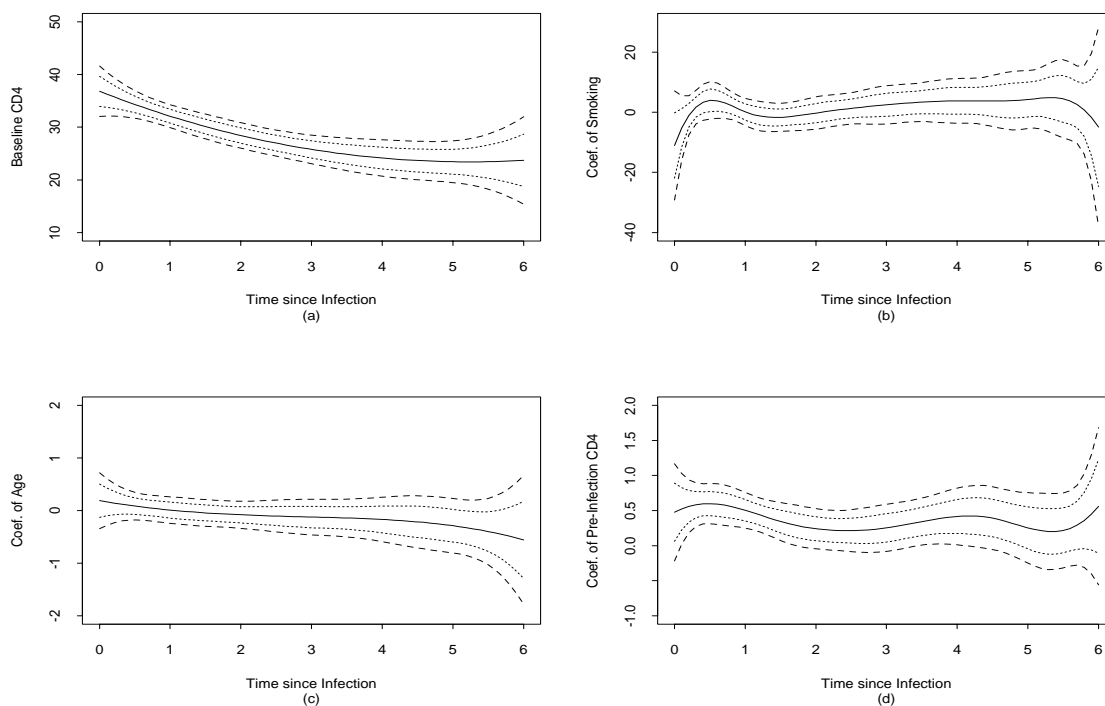 50
40
30
20
10
Baseline CD4
0 1 2 3 4 5 6
Time since Infection
(a)
20
0
-20
-40
Coef. of Smoking
0 1 2 3 4 5 6
Time since Infection
(b)
2
1
0
-1
-2
Coef. of Age
0 1 2 3 4 5 6
Time since Infection
(c)
2.0
1.5
1.0
0.5
0.0
-1.0
Coef. of Pre-Infection CD4
0 1 2 3 4 5 6
Time since Infection
(d)